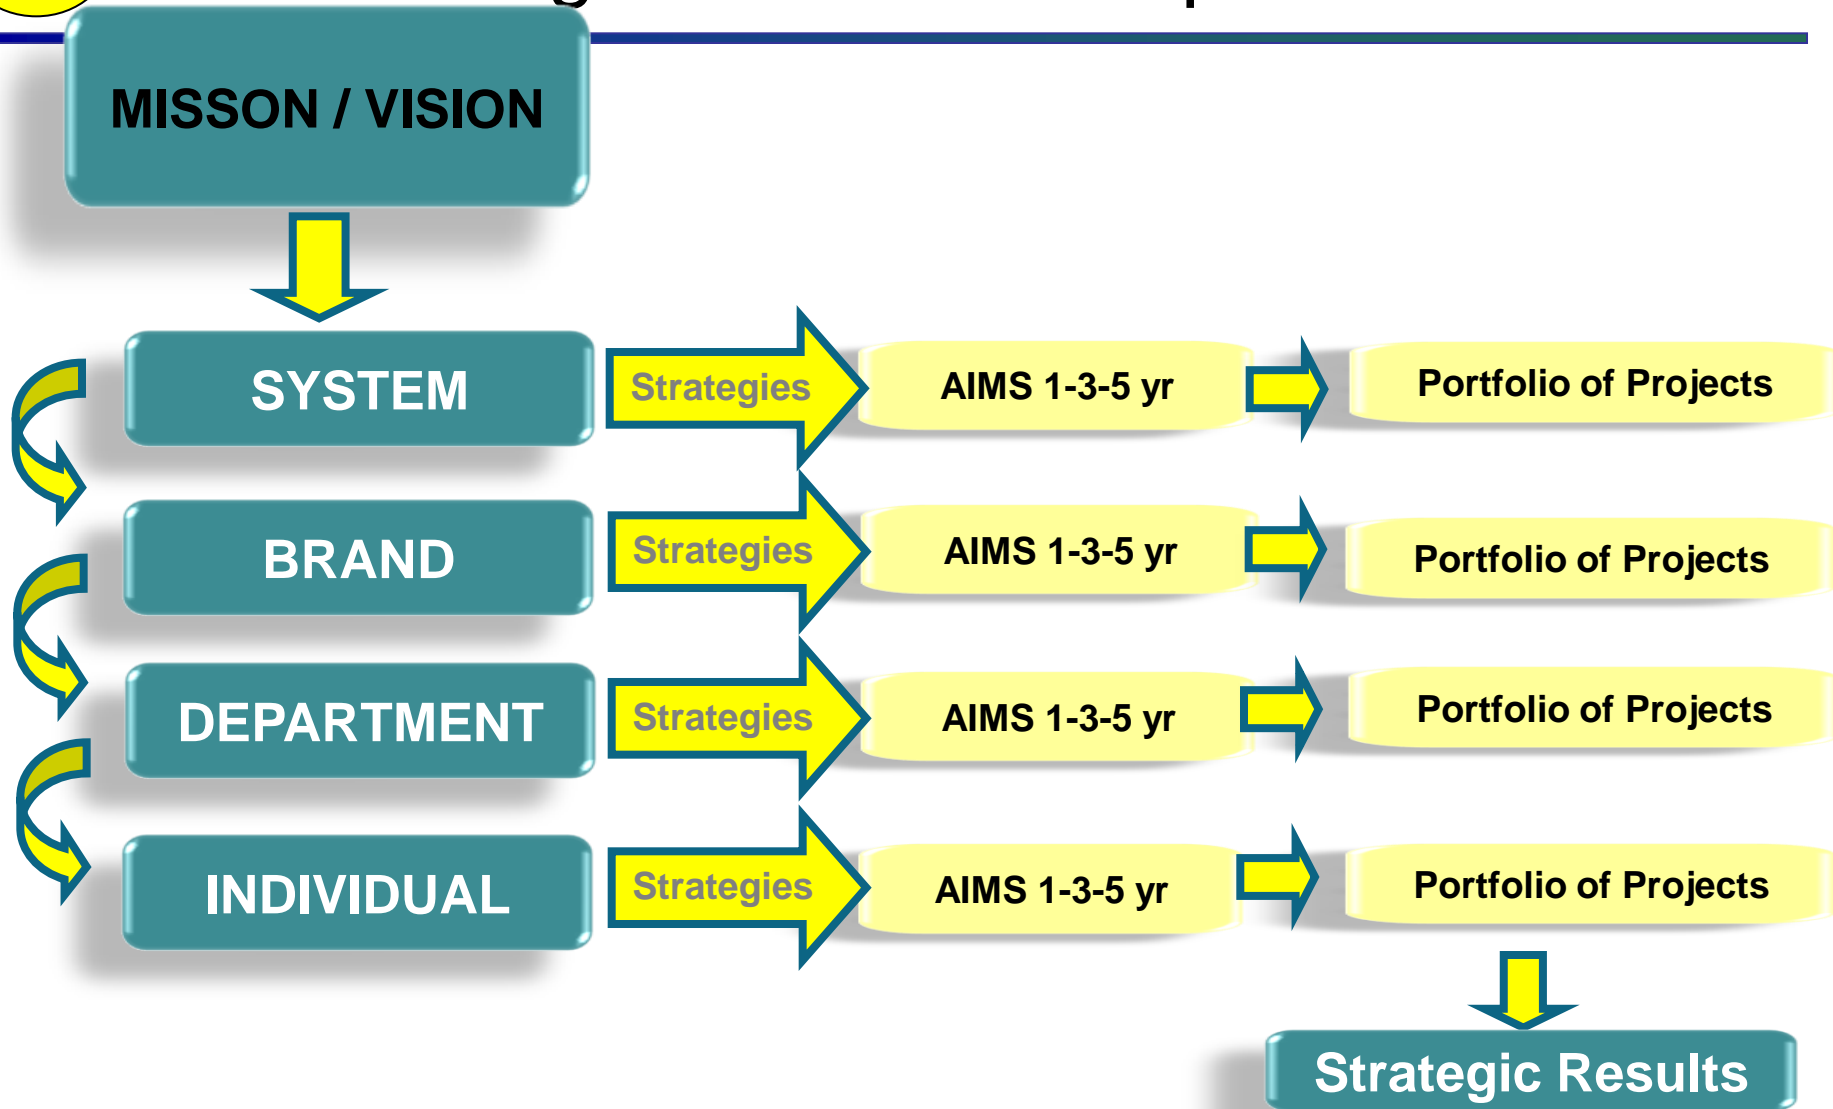 MISSON / VISION
SYSTEM
Strategies
AIMS 1-3-5 yr
Portfolio of Projects
BRAND
Strategies
AIMS 1-3-5 yr
Portfolio of Projects
DEPARTMENT
Strategies
AIMS 1-3-5 yr
Portfolio of Projects
INDIVIDUAL
Strategies
AIMS 1-3-5 yr
Portfolio of Projects
Strategic Results